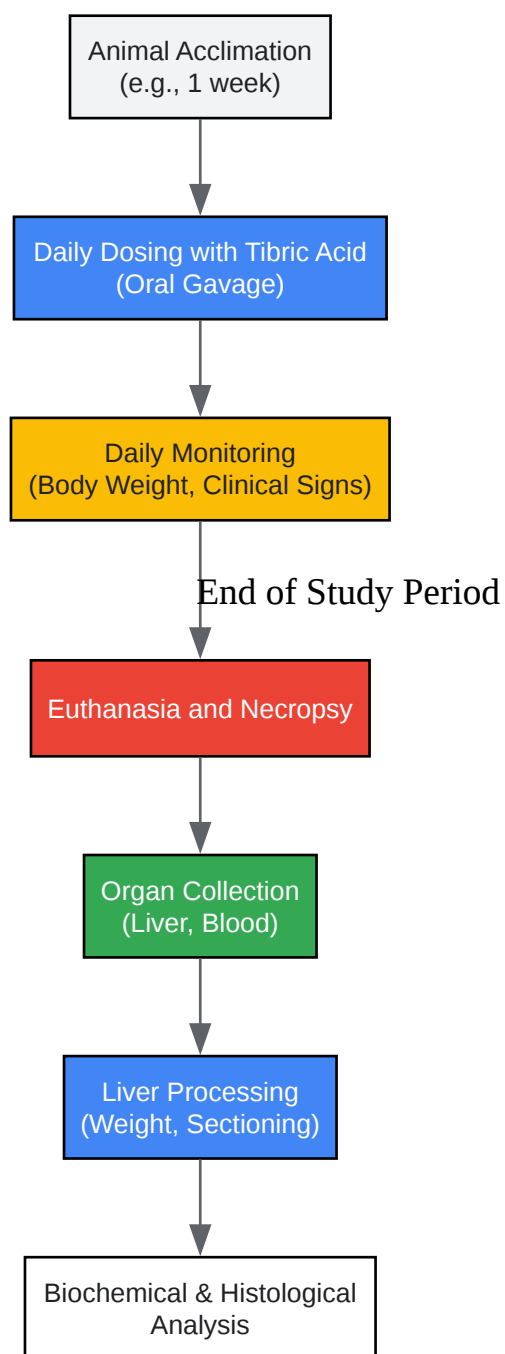 Animal Acclimation
(e.g., 1 week)
Daily Dosing with Tibric Acid
(Oral Gavage)
Daily Monitoring
(Body Weight, Clinical Signs)
End of Study Period
Euthanasia and Necropsy
Organ Collection
(Liver, Blood)
Liver Processing
(Weight, Sectioning)
Biochemical & Histological
Analysis